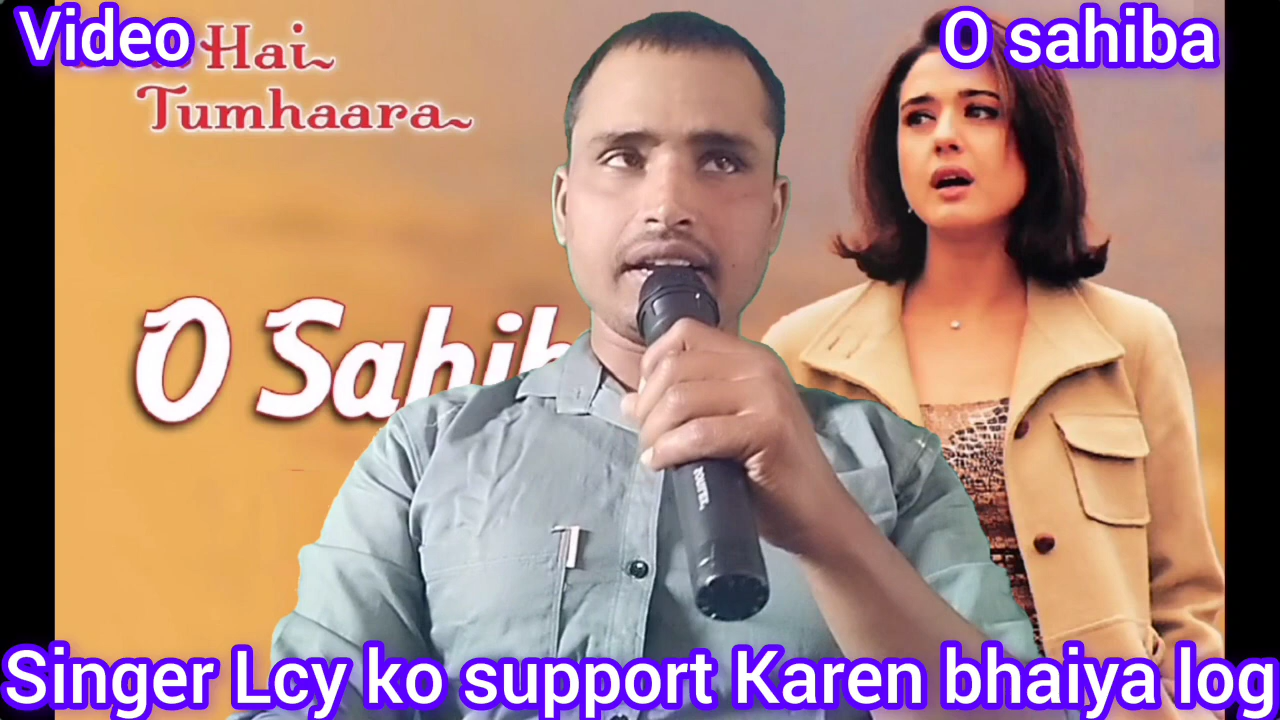 Video
O sahiba
Hai
Tumhaara
O Sahib
Singer Lcy ko support Karen bhaiya log